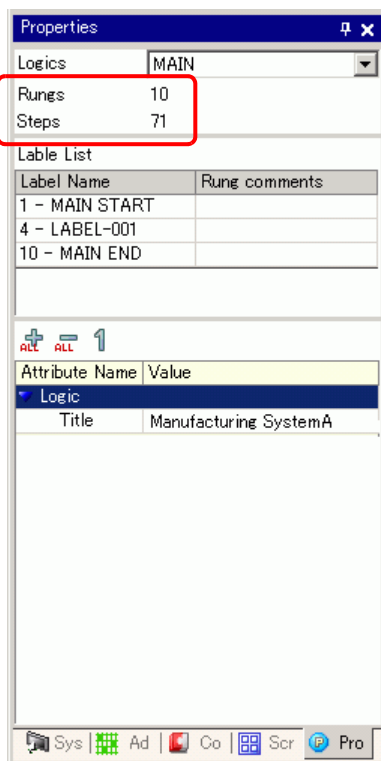 Properties
Logics MAIN
Rungs 10
Steps 71
Lable List
Label Name Rung comments
1 - MAIN START
4 - LABEL-001
10 - MAIN END
ALL ALL 1
Attribute Name Value
Logic
Title Manufacturing SystemA
Sys Ad Co Scr P Pro